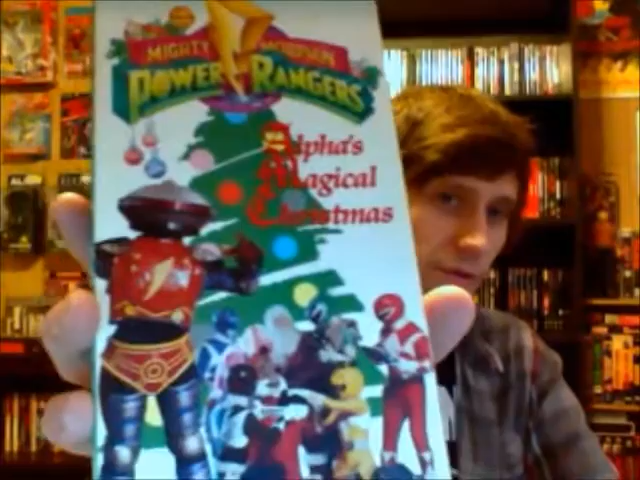 MIGHTY MORPHIN
POWER RANGERS
Alpha's
Magical
Christmas